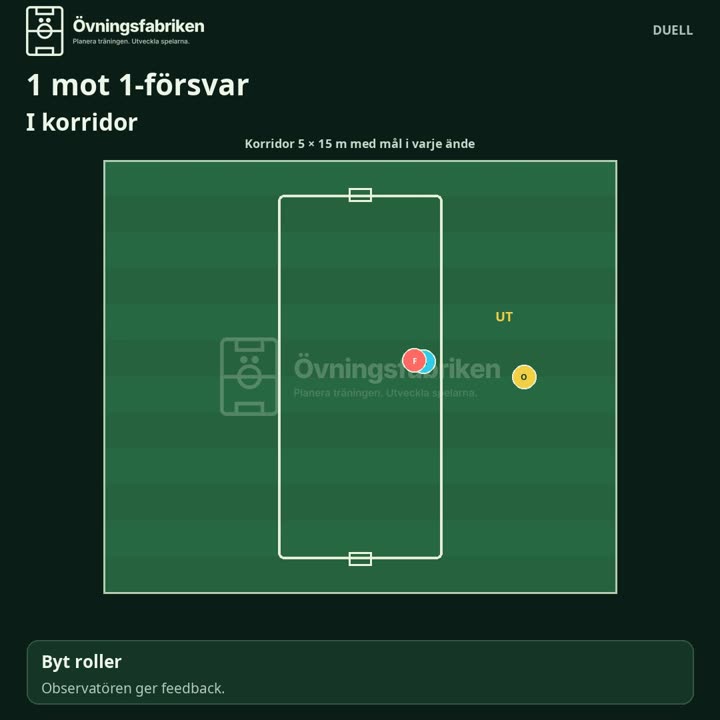 Övningsfabriken
Planera träningen. Utveckla spelarna.
DUELL
1 mot 1-försvar
I korridor
Korridor 5 × 15 m med mål i varje ände
UT
F
O
Övningsfabriken
Planera träningen. Utveckla spelarna.
Byt roller
Observatören ger feedback.